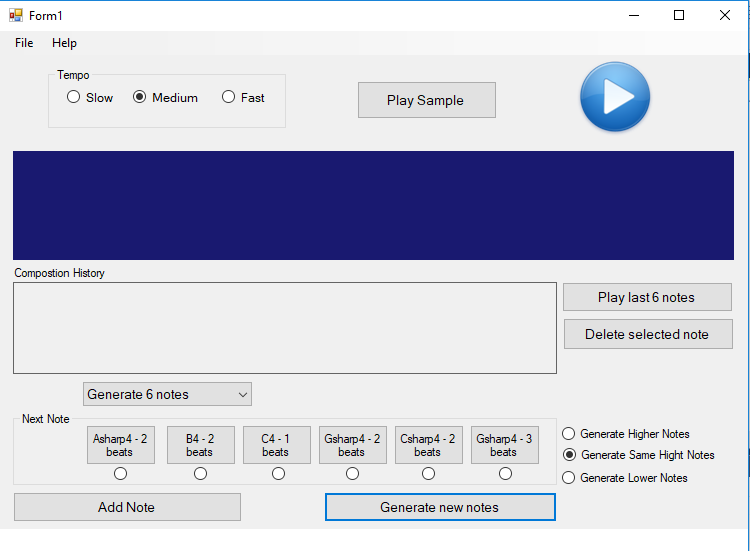 Form1
File Help
Tempo
Slow Medium Fast
Play Sample
Compostion History
Play last 6 notes
Delete selected note
Generate 6 notes
Next Note
Asharp4 - 2
beats
B4 - 2
beats
C4 - 1
beats
Gsharp4 - 2
beats
Csharp4 - 2
beats
Gsharp4 - 3
beats
Generate Higher Notes
Generate Same Hight Notes
Generate Lower Notes
Add Note
Generate new notes